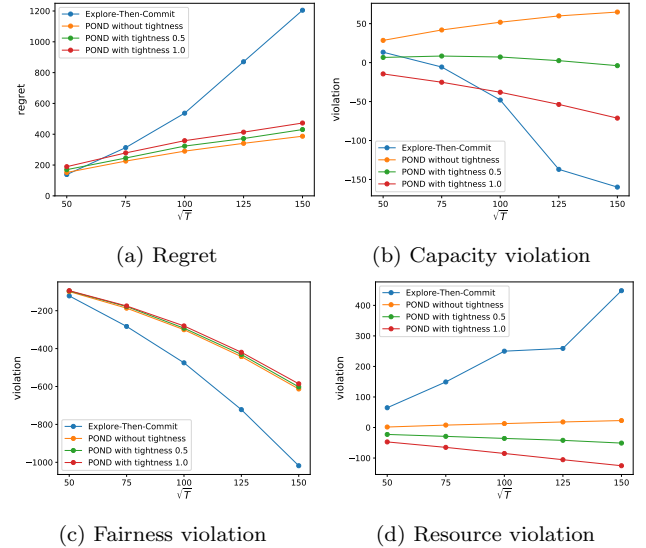 1200
1000
800
600
400
200
0
regret
Explore-Then-Commit
POND without tightness
POND with tightness 0.5
POND with tightness 1.0
50 75 100 125 150
√T
(a) Regret
50
0
−50
−100
−150
violation
Explore-Then-Commit
POND without tightness
POND with tightness 0.5
POND with tightness 1.0
50 75 100 125 150
√T
(b) Capacity violation
−200
−400
−600
−800
−1000
violation
Explore-Then-Commit
POND without tightness
POND with tightness 0.5
POND with tightness 1.0
50 75 100 125 150
√T
(c) Fairness violation
400
300
200
100
0
−100
violation
Explore-Then-Commit
POND without tightness
POND with tightness 0.5
POND with tightness 1.0
50 75 100 125 150
√T
(d) Resource violation